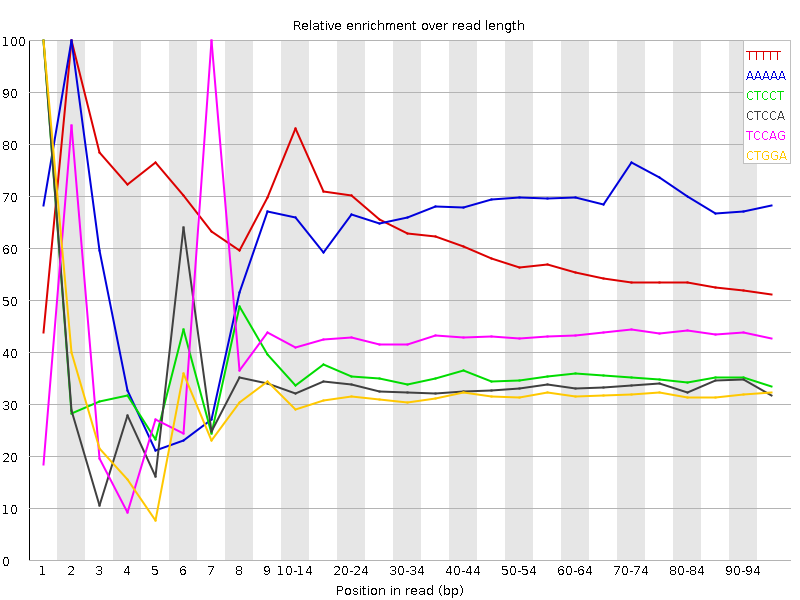 Relative enrichment over read length
100
90
80
70
60
50
40
30
20
10
0
TTTTT
AAAAA
CTCCT
CTCCA
TCCAG
CTGGA
1 2 3 4 5 6 7 8 9 10-14 20-24 30-34 40-44 50-54 60-64 70-74 80-84 90-94
Position in read (bp)